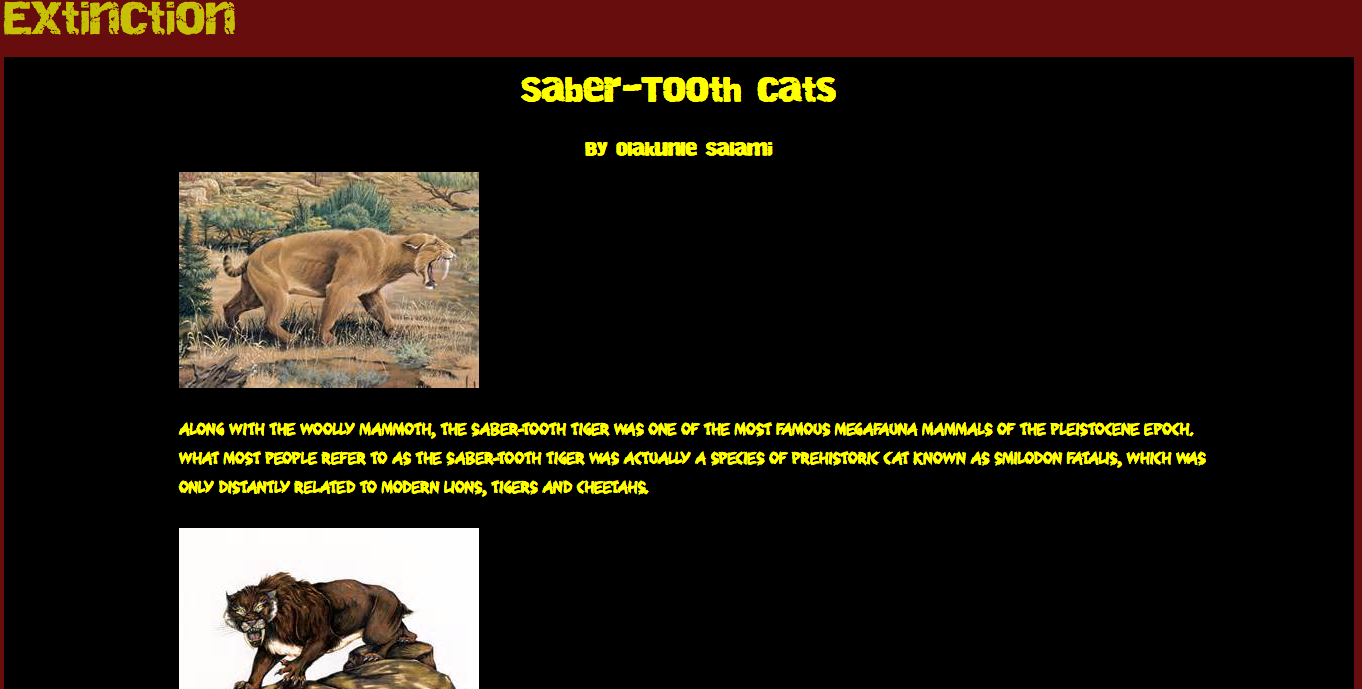 Extinction
Saber-Tooth Cats
By Olakunle Salami
ALONG WITH THE WOOLLY MAMMOTH, THE SABER-TOOTH TIGER WAS ONE OF THE MOST FAMOUS MEGAFAUNA MAMMALS OF THE PLEISTOCENE EPOCH.
WHAT MOST PEOPLE REFER TO AS THE SABER-TOOTH TIGER WAS ACTUALLY A SPECIES OF PREHISTORIC CAT KNOWN AS SMILODON FATALIS, WHICH WAS
ONLY DISTANTLY RELATED TO MODERN LIONS, TIGERS AND CHEETAHS.